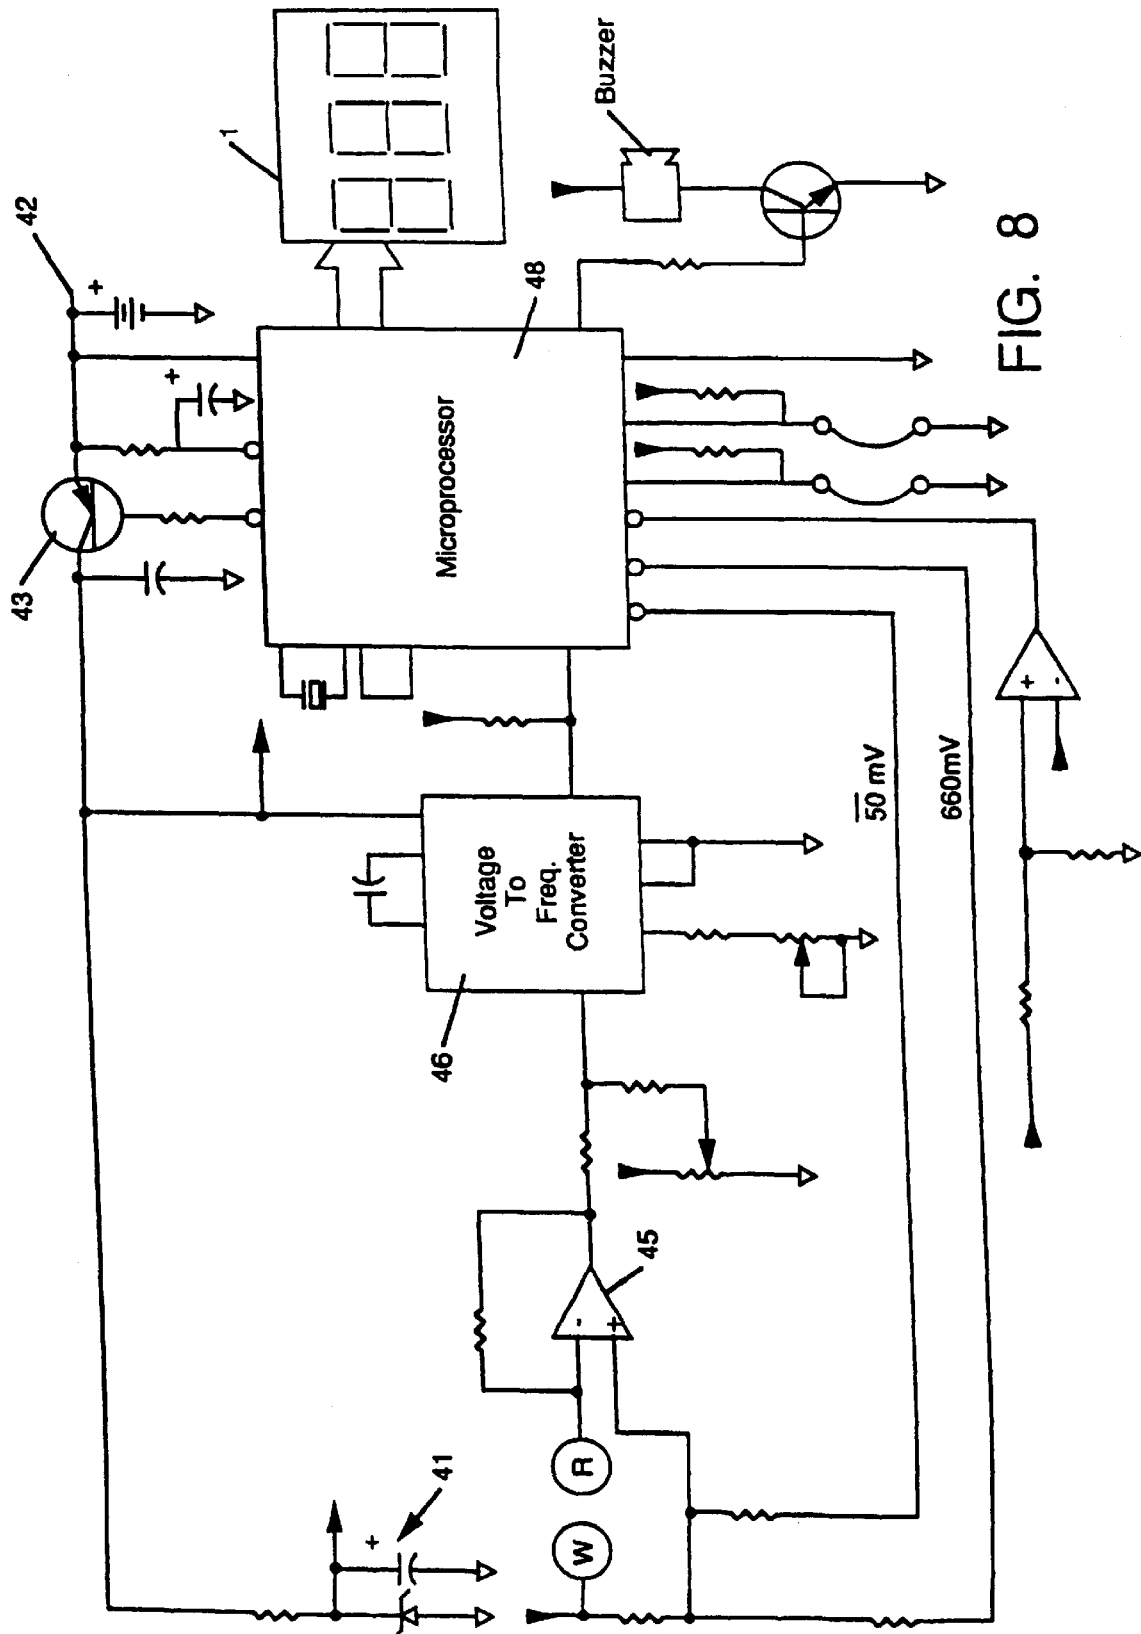 42
43
+
+
1
Buzzer
48
Microprocessor
Voltage
To
Freq.
Converter
46
50 mV
660mV
+
-
45
-
+
R
W
41
+
FIG. 8